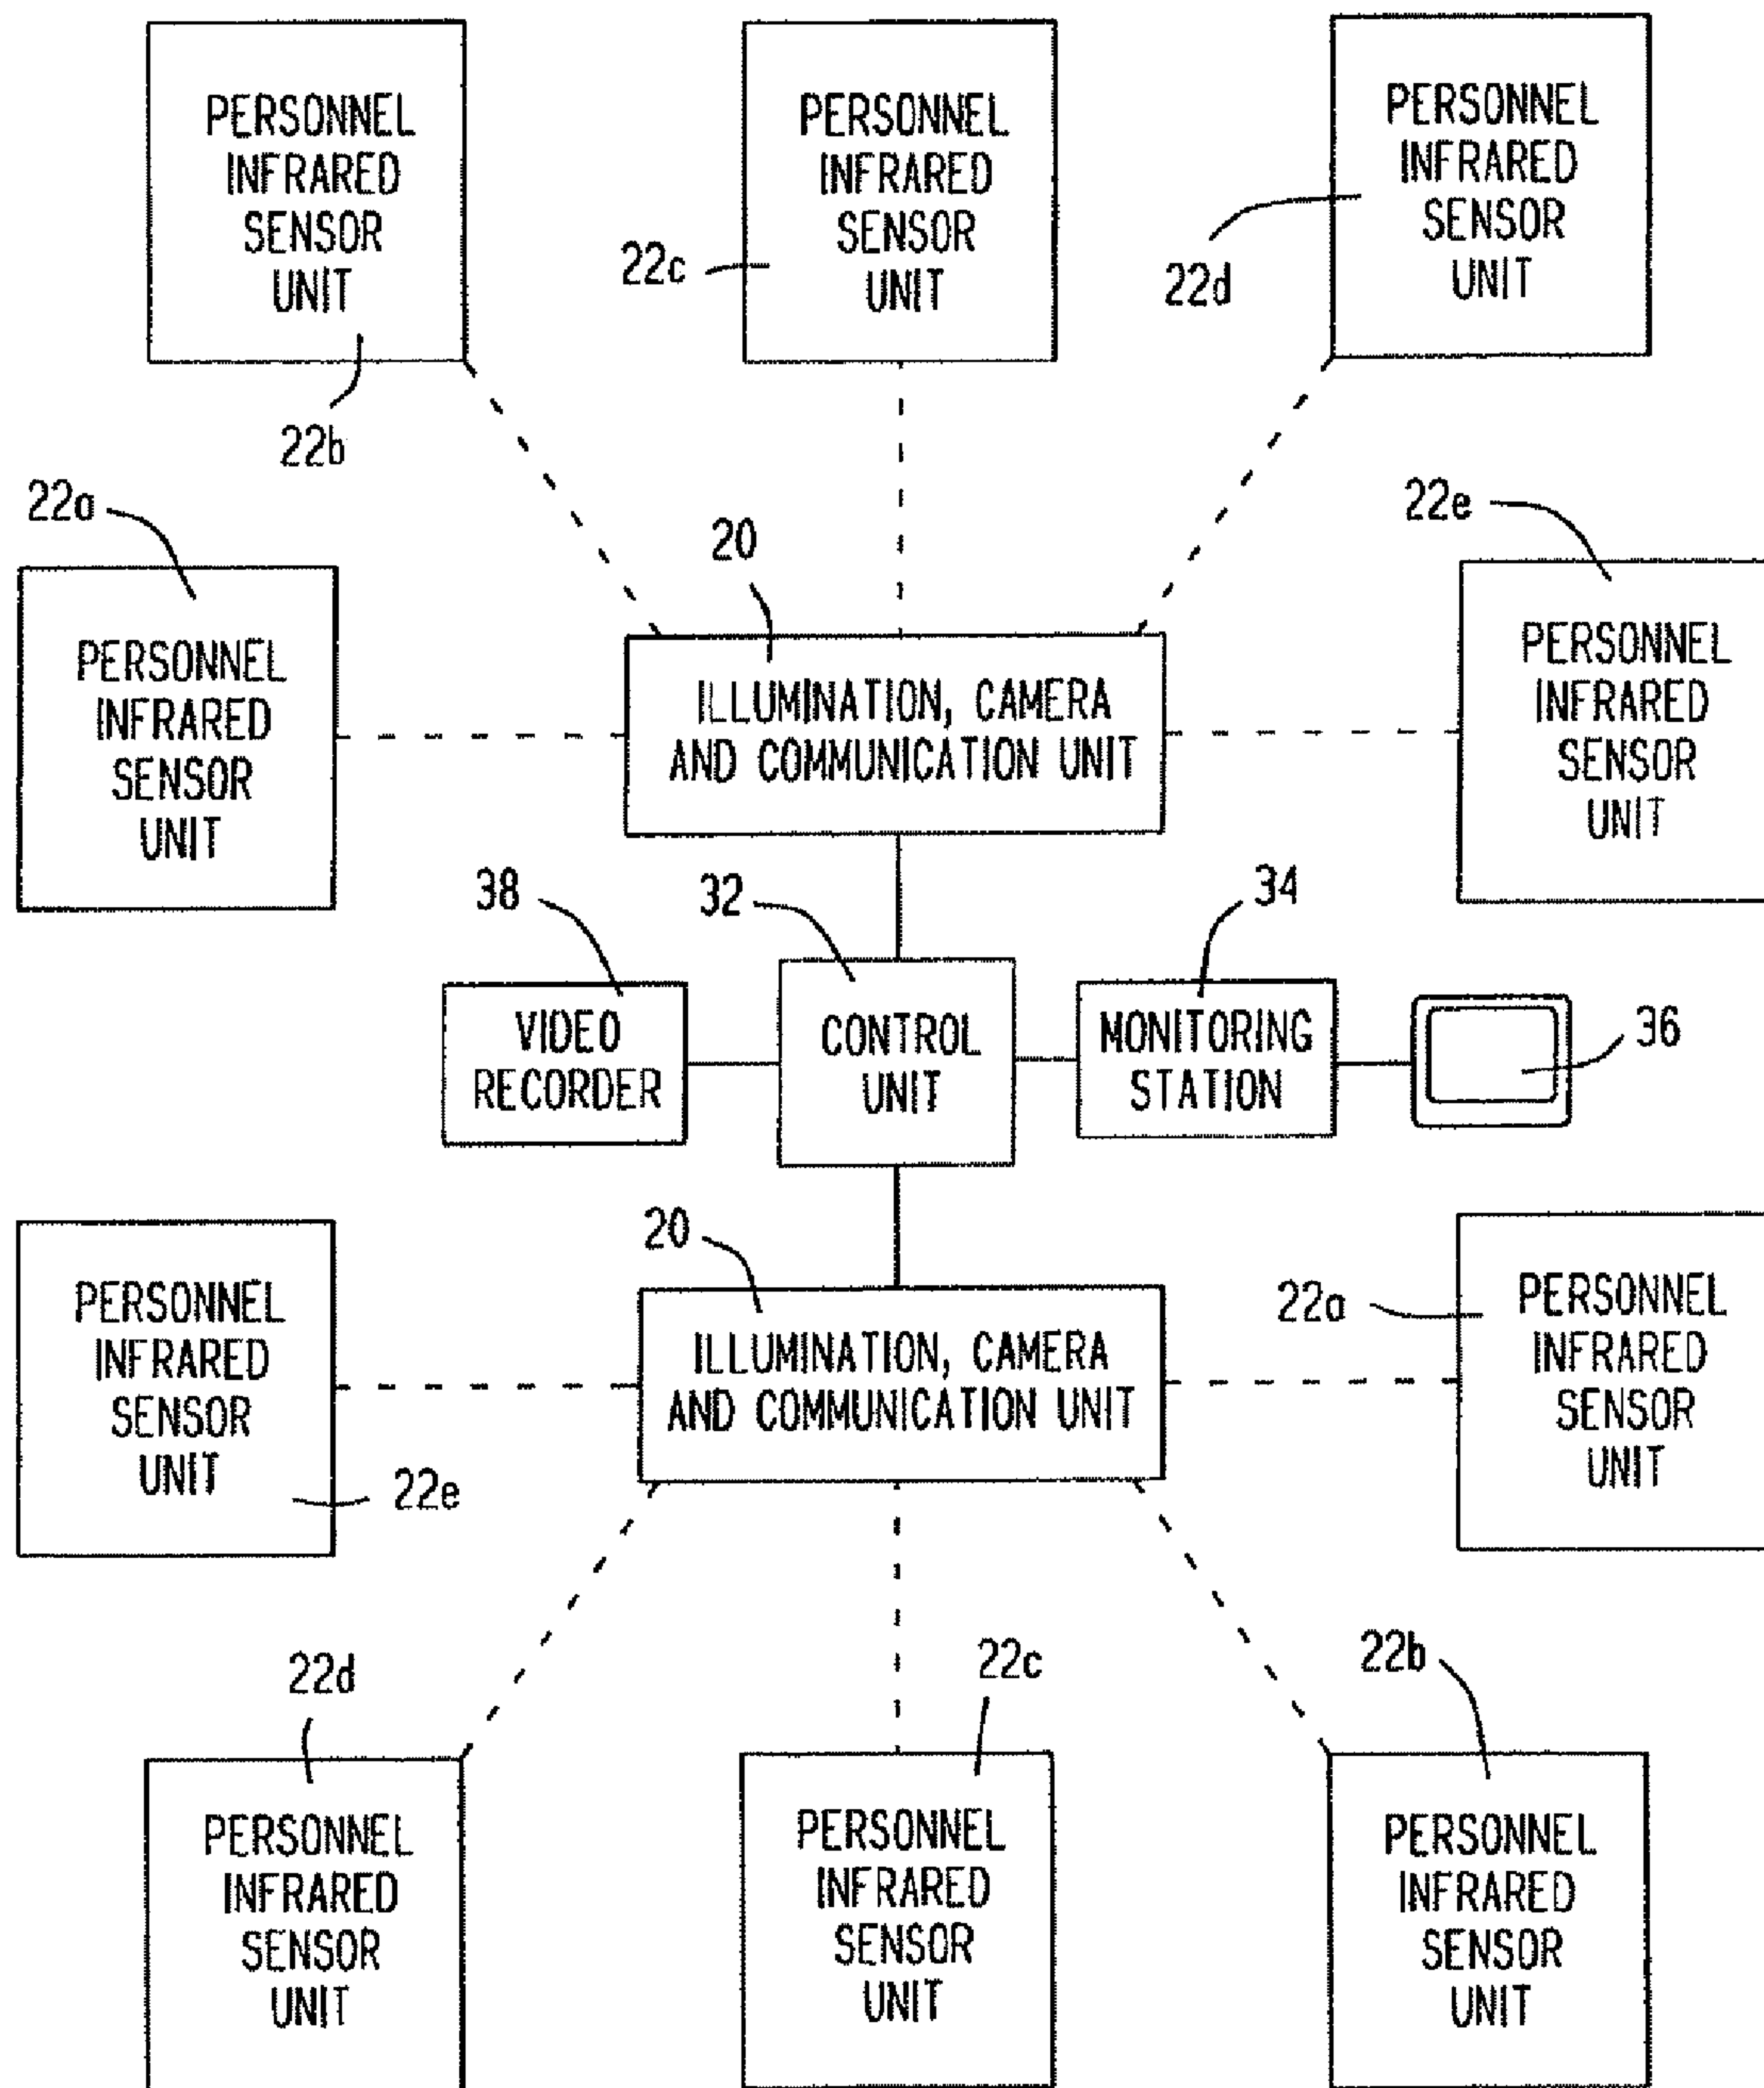 PERSONNEL
INFRARED
SENSOR
UNIT
22b
PERSONNEL
INFRARED
SENSOR
UNIT
22c
PERSONNEL
INFRARED
SENSOR
UNIT
22d
22a
PERSONNEL
INFRARED
SENSOR
UNIT
20
ILLUMINATION, CAMERA
AND COMMUNICATION UNIT
22e
PERSONNEL
INFRARED
SENSOR
UNIT
38
VIDEO
RECORDER
32
CONTROL
UNIT
34
MONITORING
STATION
36
PERSONNEL
INFRARED
SENSOR
UNIT
22e
20
ILLUMINATION, CAMERA
AND COMMUNICATION UNIT
22a
PERSONNEL
INFRARED
SENSOR
UNIT
22d
PERSONNEL
INFRARED
SENSOR
UNIT
22c
PERSONNEL
INFRARED
SENSOR
UNIT
22b
PERSONNEL
INFRARED
SENSOR
UNIT